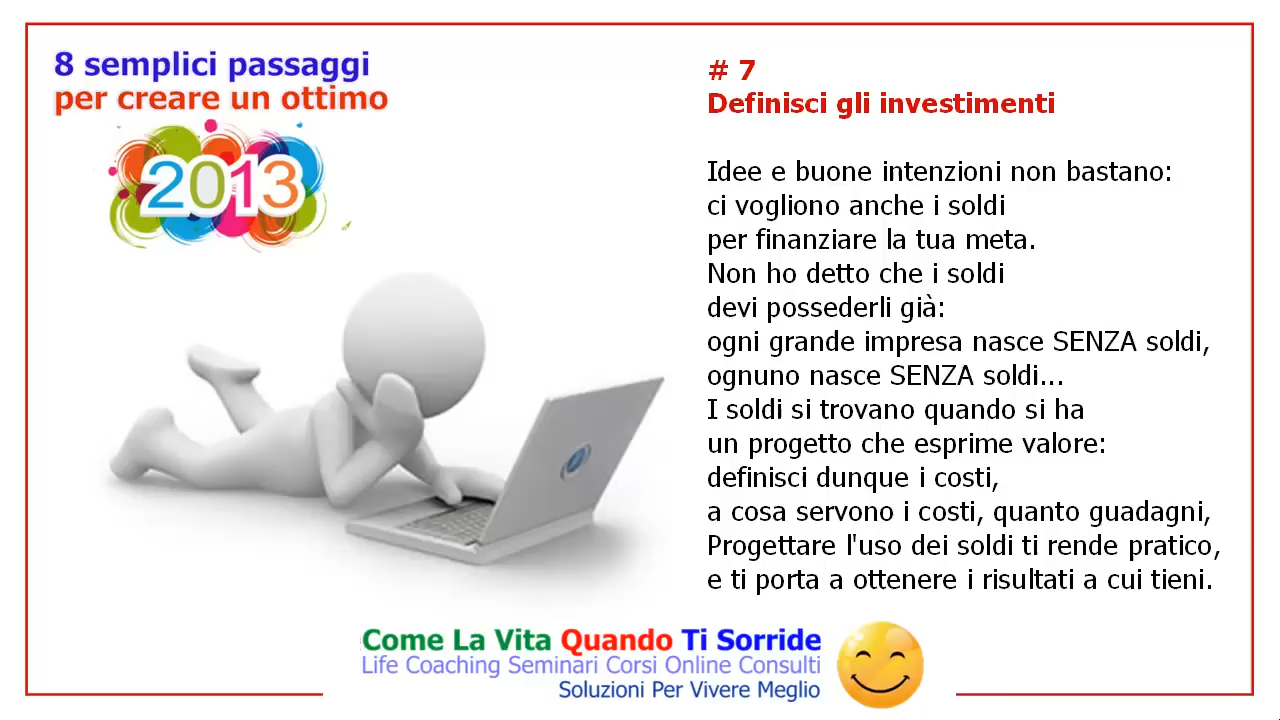 8 semplici passaggi
per creare un ottimo
2013
# 7
Definisci gli investimenti
Idee e buone intenzioni non bastano:
ci vogliono anche i soldi
per finanziare la tua meta.
Non ho detto che i soldi
devi possederli già:
ogni grande impresa nasce SENZA soldi,
ognuno nasce SENZA soldi...
I soldi si trovano quando si ha
un progetto che esprime valore:
definisci dunque i costi,
a cosa servono i costi, quanto guadagni,
Progettare l'uso dei soldi ti rende pratico,
e ti porta a ottenere i risultati a cui tieni.
Come La Vita Quando Ti Sorride
Life Coaching Seminari Corsi Online Consulti
Soluzioni Per Vivere Meglio